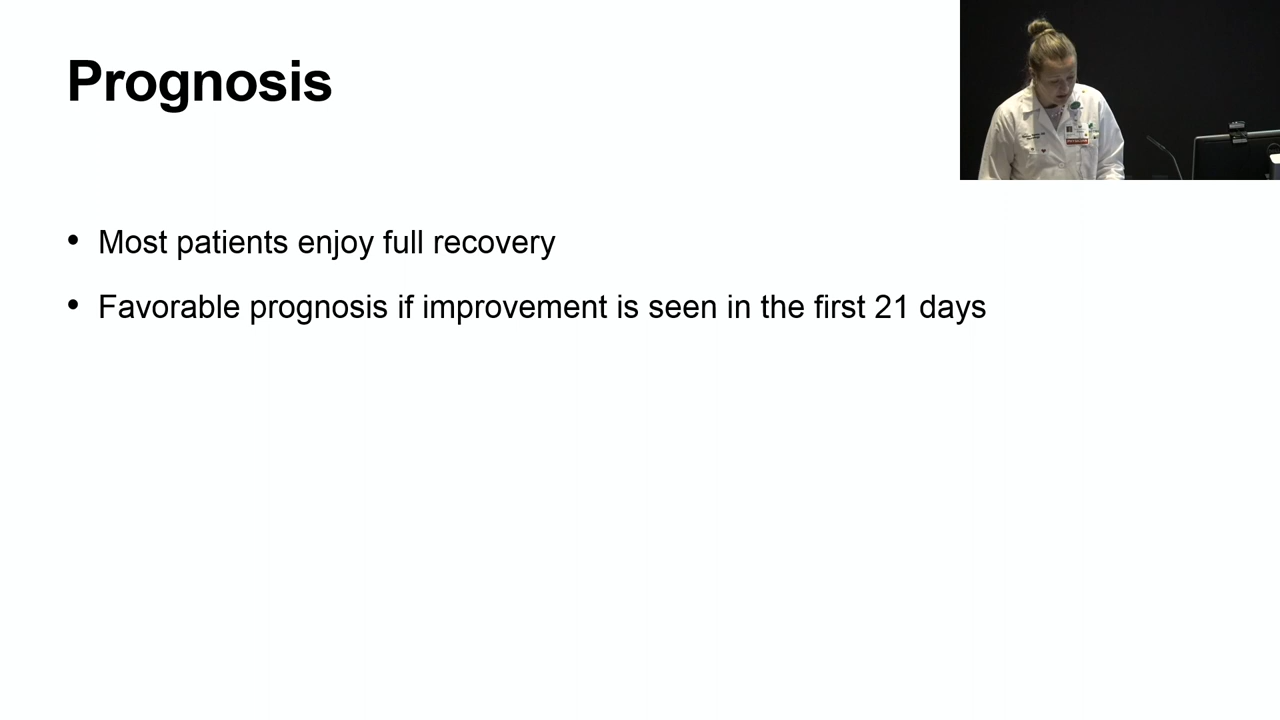 Prognosis
• Most patients enjoy full recovery
• Favorable prognosis if improvement is seen in the first 21 days